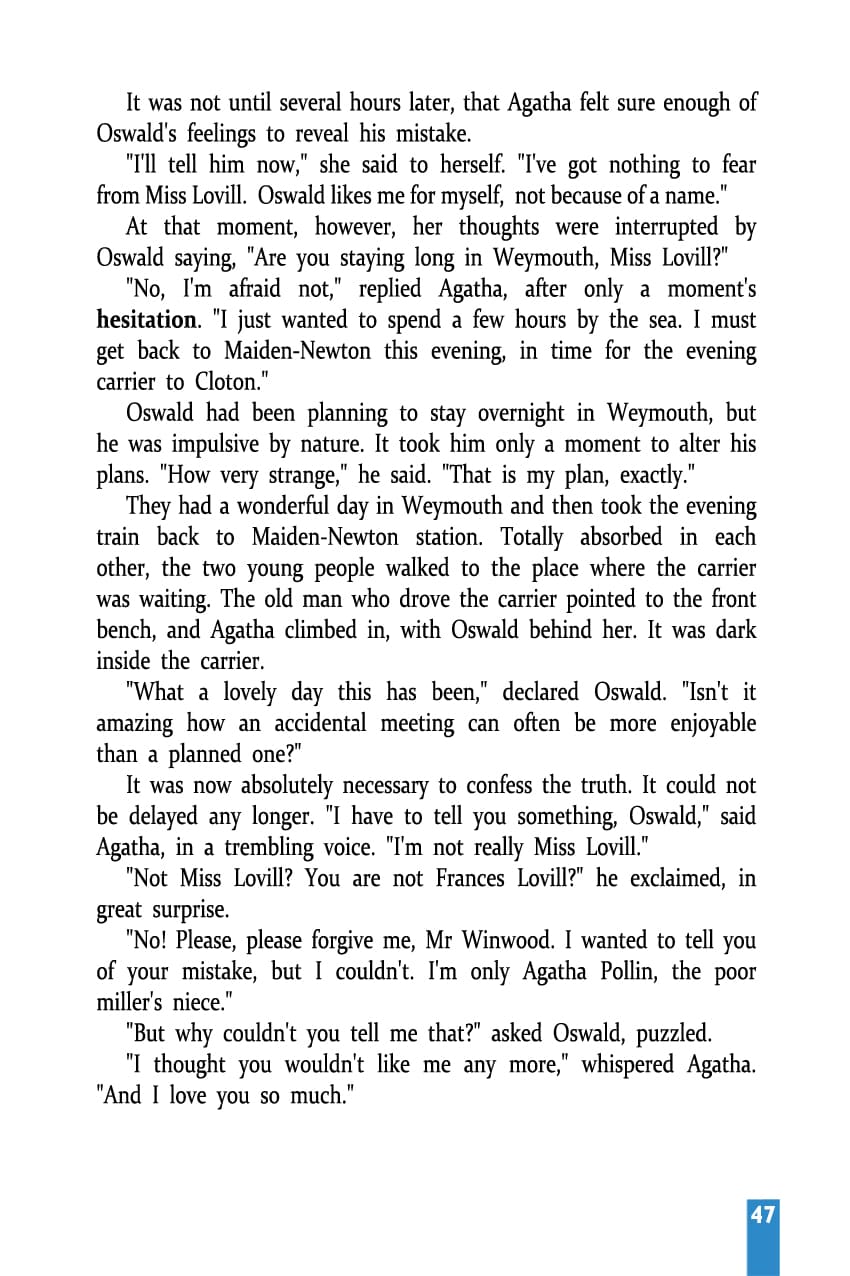 It was not until several hours later, that Agatha felt sure enough of
Oswald's feelings to reveal his mistake.
"I'll tell him now," she said to herself. "I've got nothing to fear
from Miss Lovill. Oswald likes me for myself, not because of a name."
At that moment, however, her thoughts were interrupted by
Oswald saying, "Are you staying long in Weymouth, Miss Lovill?"
"No, I'm afraid not," replied Agatha, after only a moment's
hesitation. "I just wanted to spend a few hours by the sea. I must
get back to Maiden-Newton this evening, in time for the evening
carrier to Cloton."
Oswald had been planning to stay overnight in Weymouth, but
he was impulsive by nature. It took him only a moment to alter his
plans. "How very strange," he said. "That is my plan, exactly."
They had a wonderful day in Weymouth and then took the evening
train back to Maiden-Newton station. Totally absorbed in each
other, the two young people walked to the place where the carrier
was waiting. The old man who drove the carrier pointed to the front
bench, and Agatha climbed in, with Oswald behind her. It was dark
inside the carrier.
"What a lovely day this has been," declared Oswald. "Isn't it
amazing how an accidental meeting can often be more enjoyable
than a planned one?"
It was now absolutely necessary to confess the truth. It could not
be delayed any longer. "I have to tell you something, Oswald," said
Agatha, in a trembling voice. "I'm not really Miss Lovill."
"Not Miss Lovill? You are not Frances Lovill?" he exclaimed, in
great surprise.
"No! Please, please forgive me, Mr Winwood. I wanted to tell you
of your mistake, but I couldn't. I'm only Agatha Pollin, the poor
miller's niece."
"But why couldn't you tell me that?" asked Oswald, puzzled.
"I thought you wouldn't like me any more," whispered Agatha.
"And I love you so much."
47